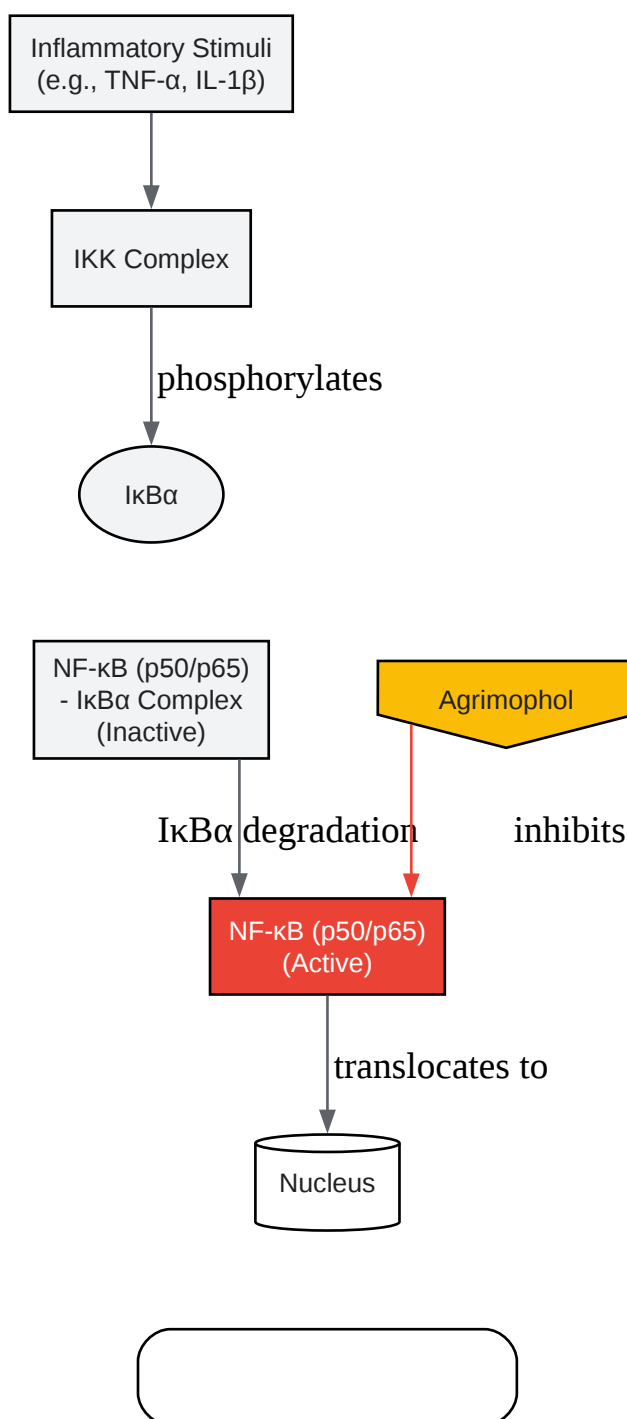 Inflammatory Stimuli
(e.g., TNF-α, IL-1β)
IKK Complex
phosphorylates
IκBα
NF-κB (p50/p65)
- IκBα Complex
(Inactive)
Agrimophol
IκBα degradation
inhibits
NF-κB (p50/p65)
(Active)
translocates to
Nucleus